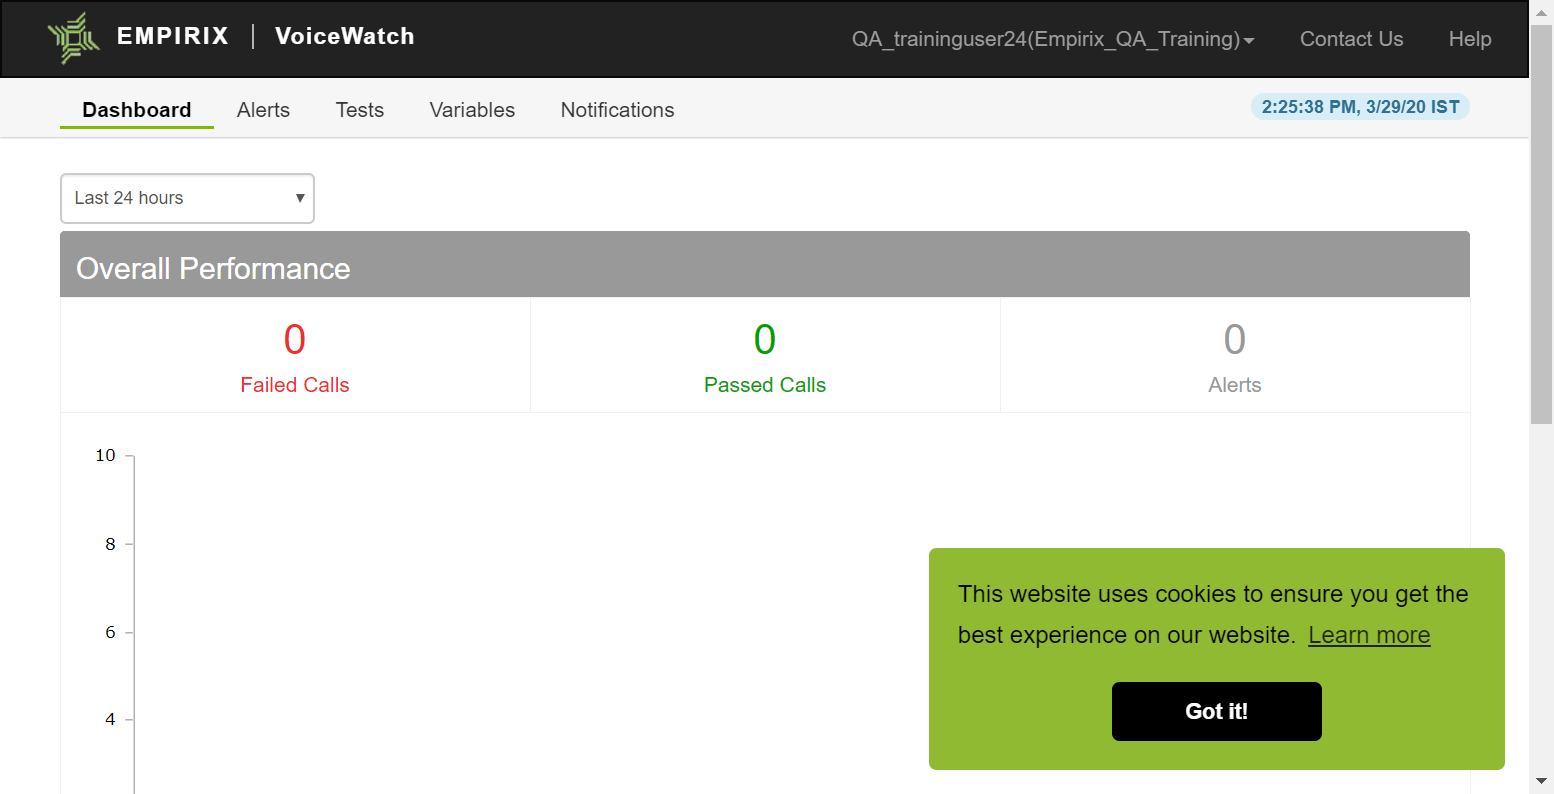 EMPIRIX | VoiceWatch
QA_traininguser24(Empirix_QA_Training)
Contact Us
Help
Dashboard
Alerts
Tests
Variables
Notifications
2:25:38 PM, 3/29/20 IST
Last 24 hours
Overall Performance
0
Failed Calls
0
Passed Calls
0
Alerts
10
8
6
4
This website uses cookies to ensure you get the
best experience on our website. Learn more
Got it!